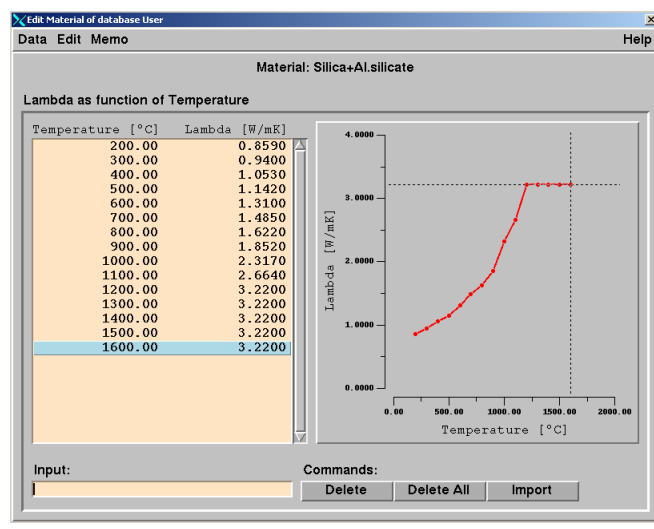 Edit Material of database User
Data Edit Memo Help
Material: Silica+Al.silicate
Lambda as function of Temperature
Temperature [°C] Lambda [W/mK]
200.00 0.8590
300.00 0.9400
400.00 1.0530
500.00 1.1420
600.00 1.3100
700.00 1.4850
800.00 1.6220
900.00 1.8520
1000.00 2.3170
1100.00 2.6640
1200.00 3.2200
1300.00 3.2200
1400.00 3.2200
1500.00 3.2200
1600.00 3.2200
4.0000
3.0000
2.0000
1.0000
0.0000
Lambda [W/mK]
0.00 500.00 1000.00 1500.00 2000.00
Temperature [°C]
Input: Commands:
Delete Delete All Import